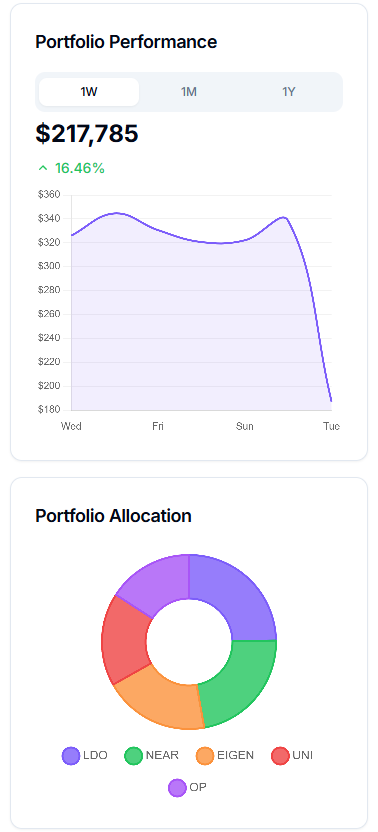 Portfolio Performance
1W 1M 1Y
$217,785
16.46%
$360
$340
$320
$300
$280
$260
$240
$220
$200
$180
Wed Fri Sun Tue
Portfolio Allocation
LDO NEAR EIGEN UNI
OP